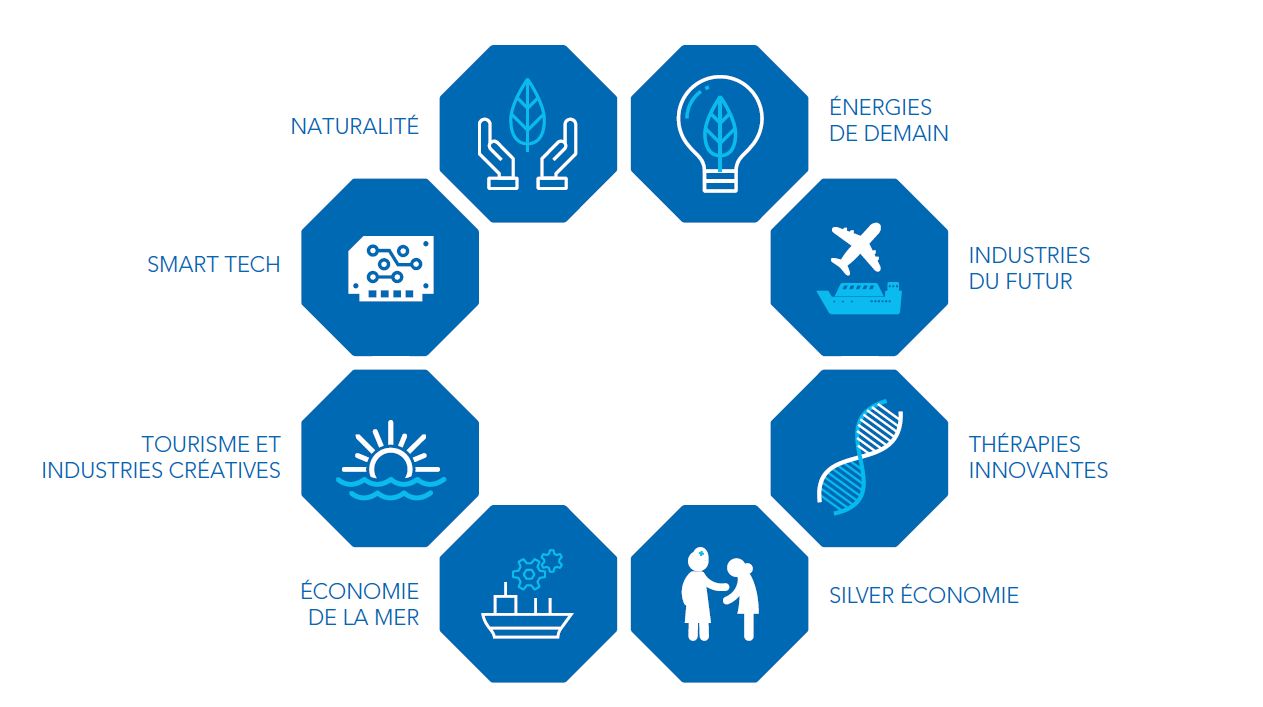 NATURALITÉ
ÉNERGIES
DE DEMAIN
SMART TECH
INDUSTRIES
DU FUTUR
TOURISME ET
INDUSTRIES CRÉATIVES
THÉRAPIES
INNOVANTES
ÉCONOMIE
DE LA MER
SILVER ÉCONOMIE